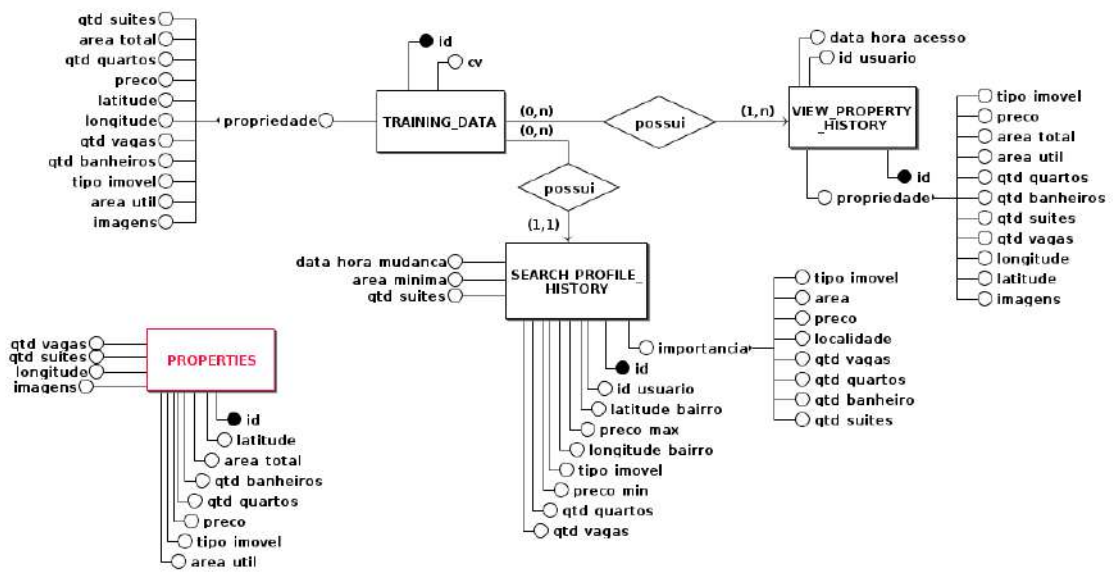 qtd suites
area total
qtd quartos
preco
latitude
longitude
qtd vagas
qtd banheiros
tipo imovel
area util
imagens
propriedade
id
cv
TRAINING_DATA
(0,n)
(0,n)
possui
(1,n)
possui
(1,1)
data hora acesso
id usuario
VIEW_PROPERTY
_HISTORY
id
propriedade
tipo imovel
preco
area total
area util
qtd quartos
qtd banheiros
qtd suites
qtd vagas
longitude
latitude
imagens
data hora mudanca
area minima
qtd suites
SEARCH_PROFILE_
HISTORY
importancia
tipo imovel
area
preco
localidade
qtd vagas
qtd quartos
qtd banheiro
qtd suites
id
id usuario
latitude bairro
preco max
longitude bairro
tipo imovel
preco min
qtd quartos
qtd vagas
qtd vagas
qtd suites
longitude
imagens
PROPERTIES
id
latitude
area total
qtd banheiros
qtd quartos
preco
tipo imovel
area util